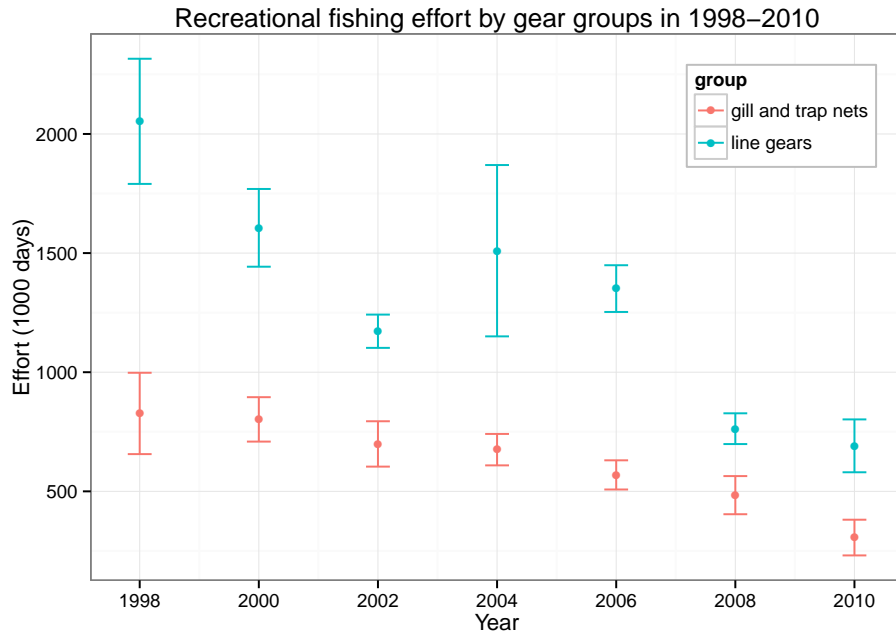 Recreational fishing effort by gear groups in 1998–2010
Effort (1000 days)
2000
1500
1000
500
group
gill and trap nets
line gears
1998 2000 2002 2004 2006 2008 2010
Year